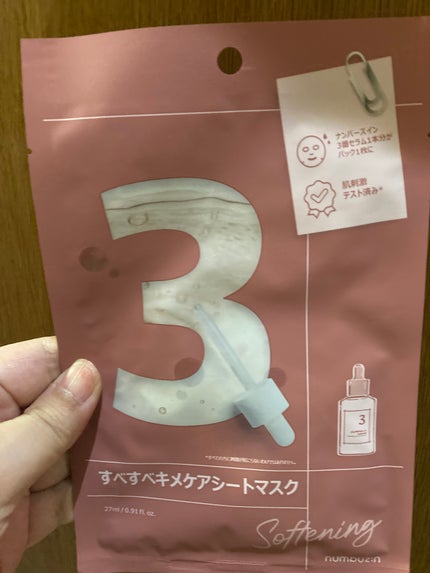 ナンバーズイン
3番セラム1本分が
パック1枚に
肌刺激
テスト済み*
3
3
すべすべキメケアシートマスク
27ml / 0.91 fl. oz.
Softening
numbuzin